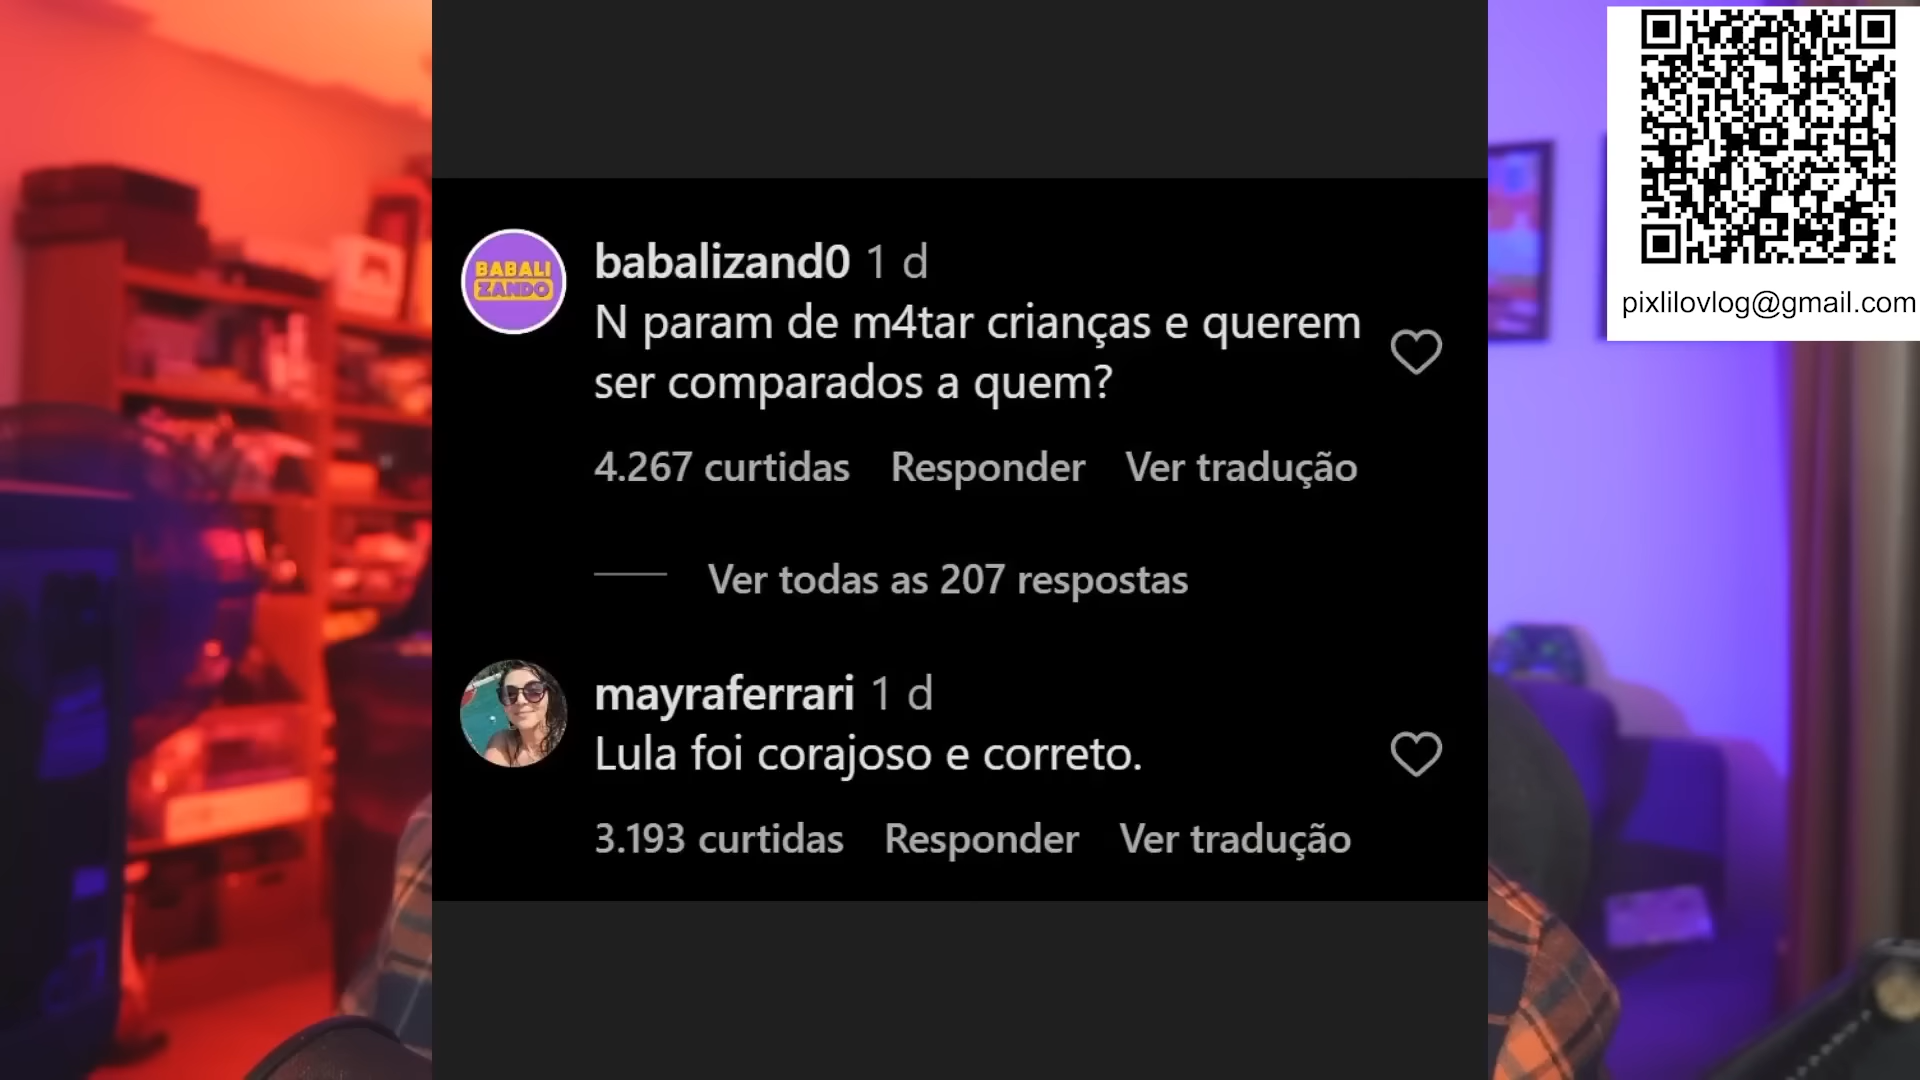 pixlilovlog@gmail.com
BABALI
ZANDO
babalizand0 1 d
N param de m4tar crianças e querem
ser comparados a quem?
4.267 curtidas Responder Ver tradução
Ver todas as 207 respostas
mayraferrari 1 d
Lula foi corajoso e correto.
3.193 curtidas Responder Ver tradução